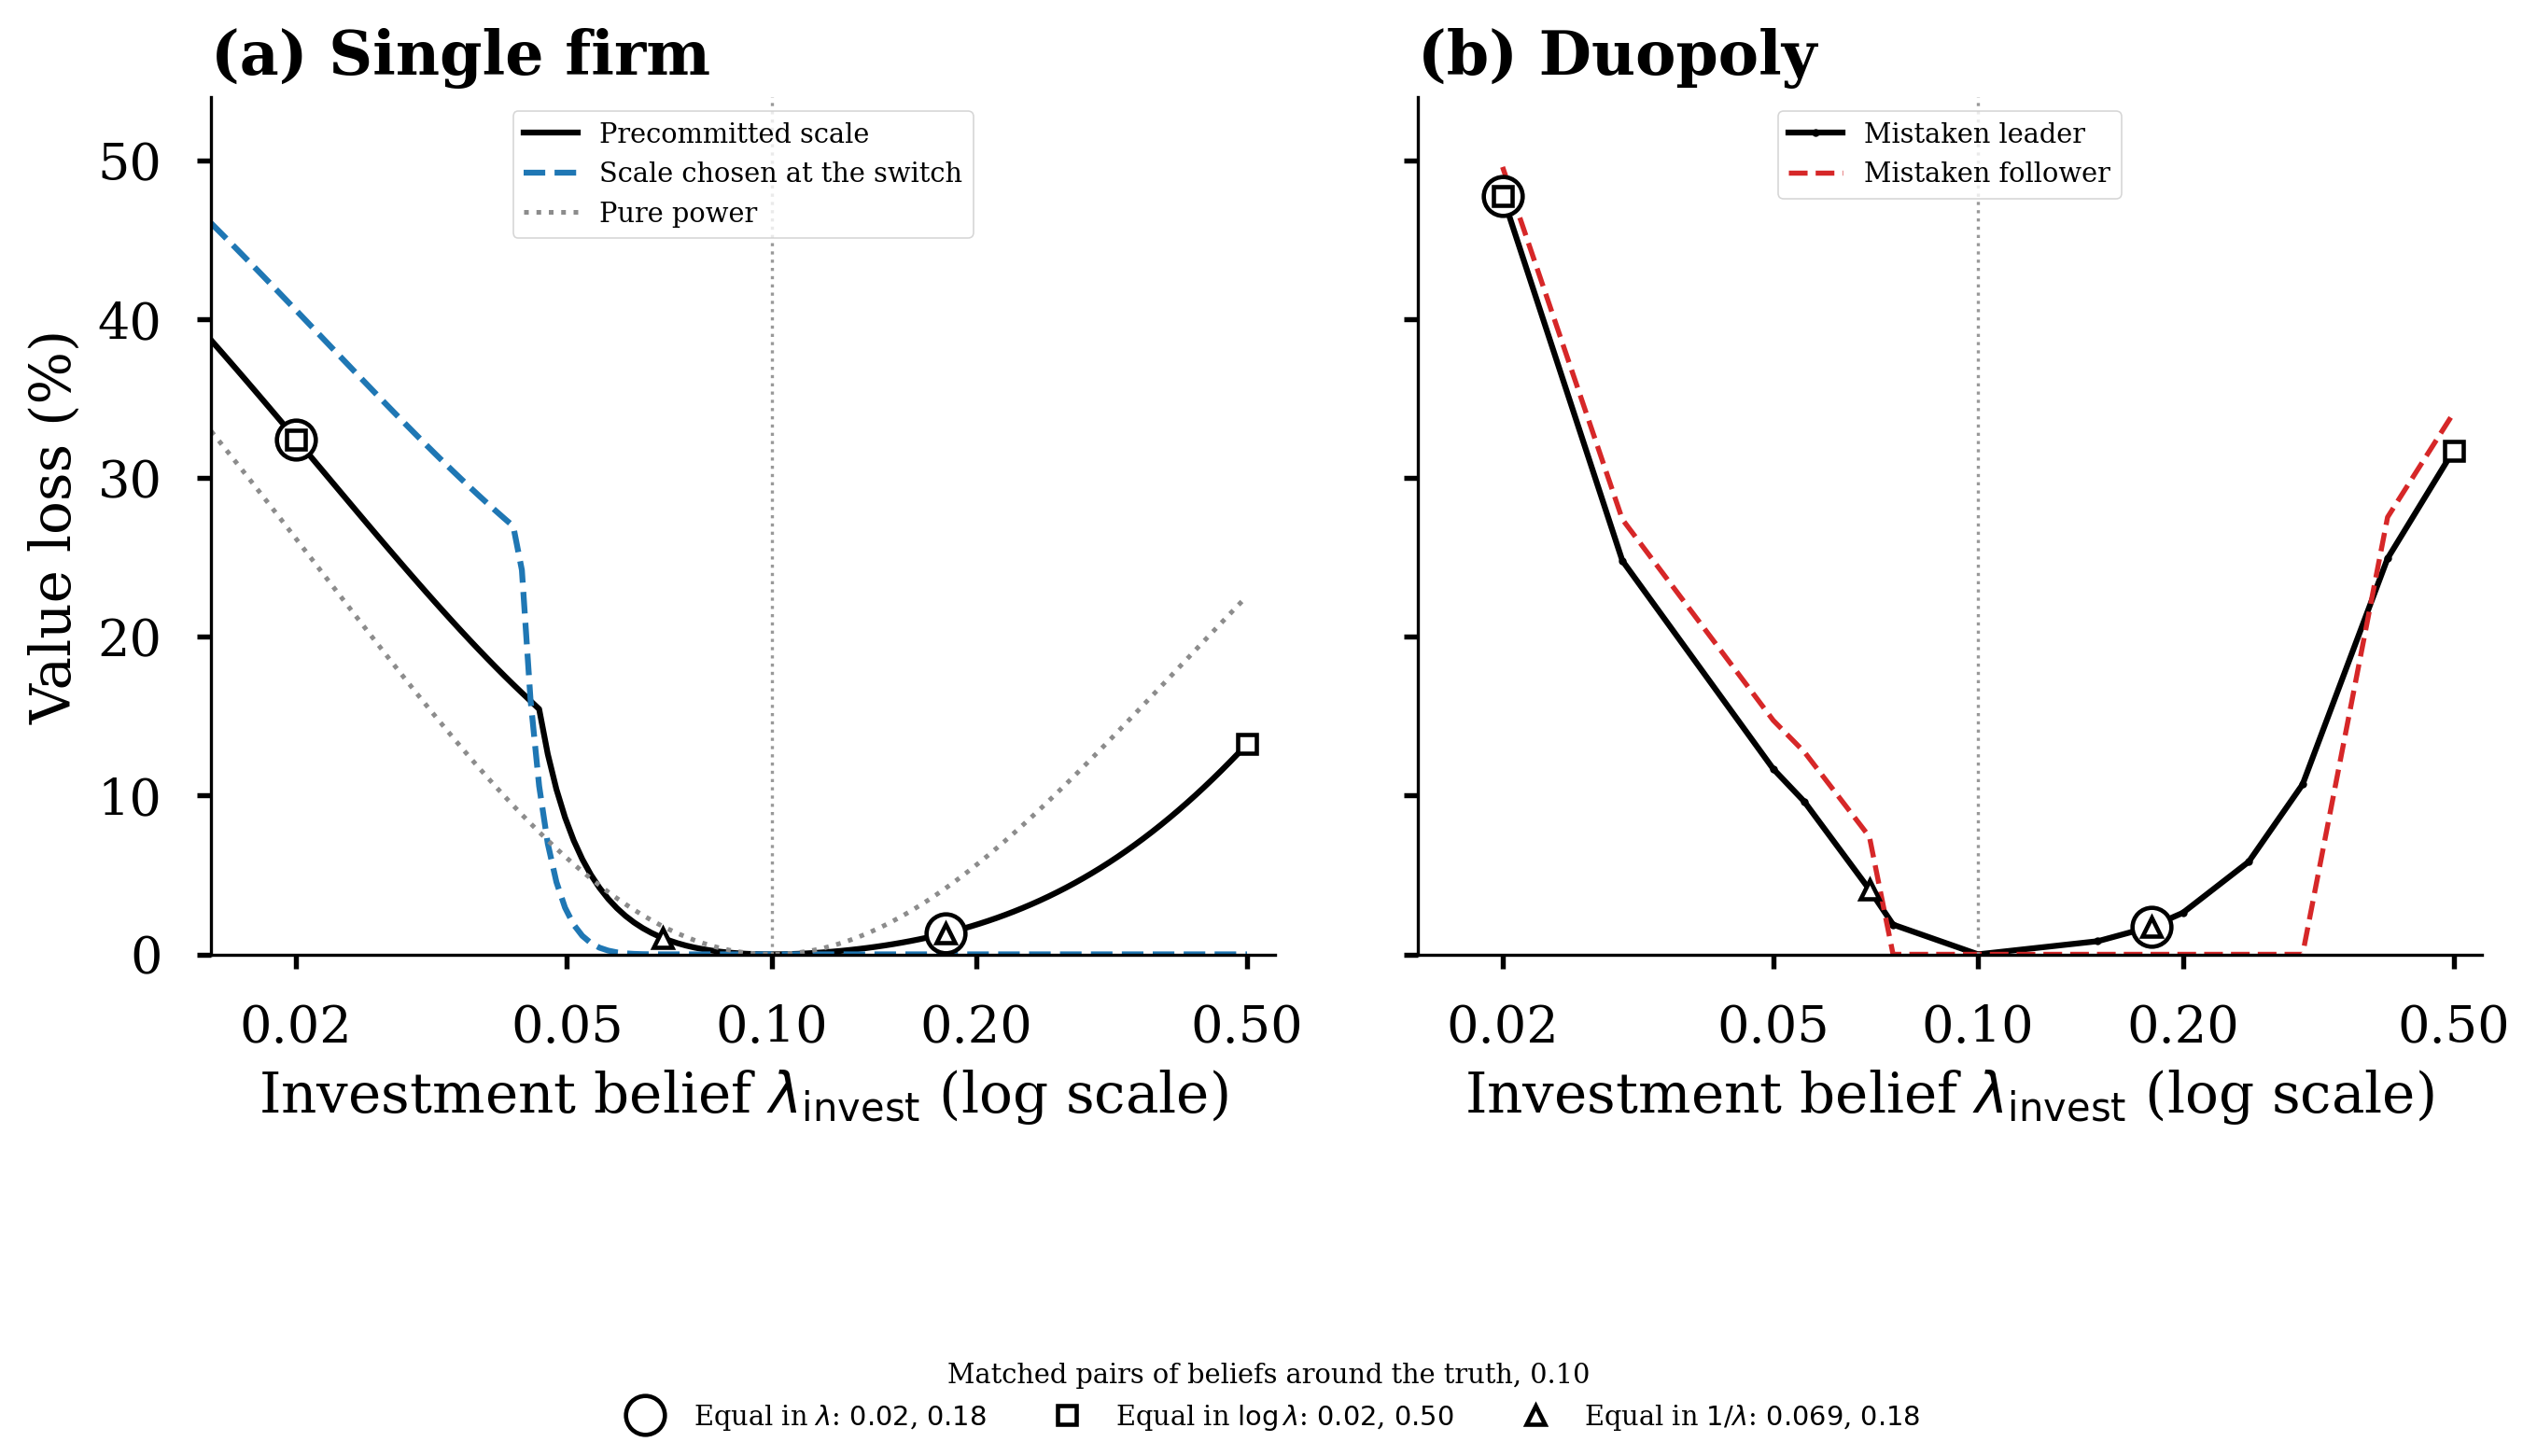 (a) Single firm
Precommitted scale
Scale chosen at the switch
Pure power
Value loss (%)
50
40
30
20
10
0
0.02
0.05
0.10
0.20
0.50
Investment belief λinvest (log scale)
(b) Duopoly
Mistaken leader
Mistaken follower
0.02
0.05
0.10
0.20
0.50
Investment belief λinvest (log scale)
Matched pairs of beliefs around the truth, 0.10
Equal in λ: 0.02, 0.18
Equal in log λ: 0.02, 0.50
Equal in 1/λ: 0.069, 0.18